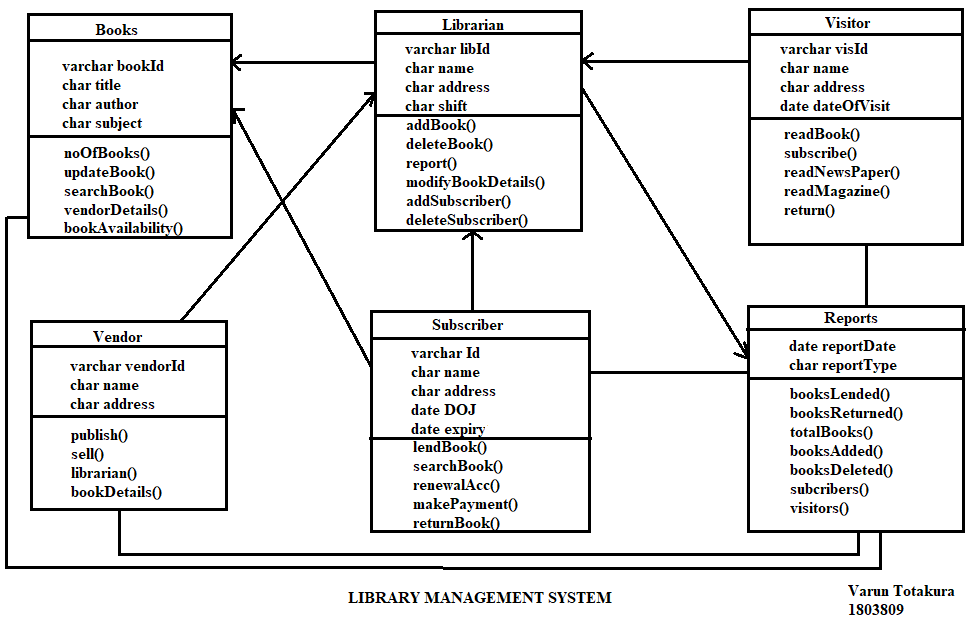 Books
varchar bookId
char title
char author
char subject
noOfBooks()
updateBook()
searchBook()
vendorDetails()
bookAvailability()
Librarian
varchar libId
char name
char address
char shift
addBook()
deleteBook()
report()
modifyBookDetails()
addSubscriber()
deleteSubscriber()
Visitor
varchar visId
char name
char address
date dateOfVisit
readBook()
subscribe()
readNewsPaper()
readMagazine()
return()
Vendor
varchar vendorId
char name
char address
publish()
sell()
librarian()
bookDetails()
Subscriber
varchar Id
char name
char address
date DOJ
date expiry
lendBook()
searchBook()
renewalAcc()
makePayment()
returnBook()
Reports
date reportDate
char reportType
booksLended()
booksReturned()
totalBooks()
booksAdded()
booksDeleted()
subcribers()
visitors()
LIBRARY MANAGEMENT SYSTEM
Varun Totakura
1803809